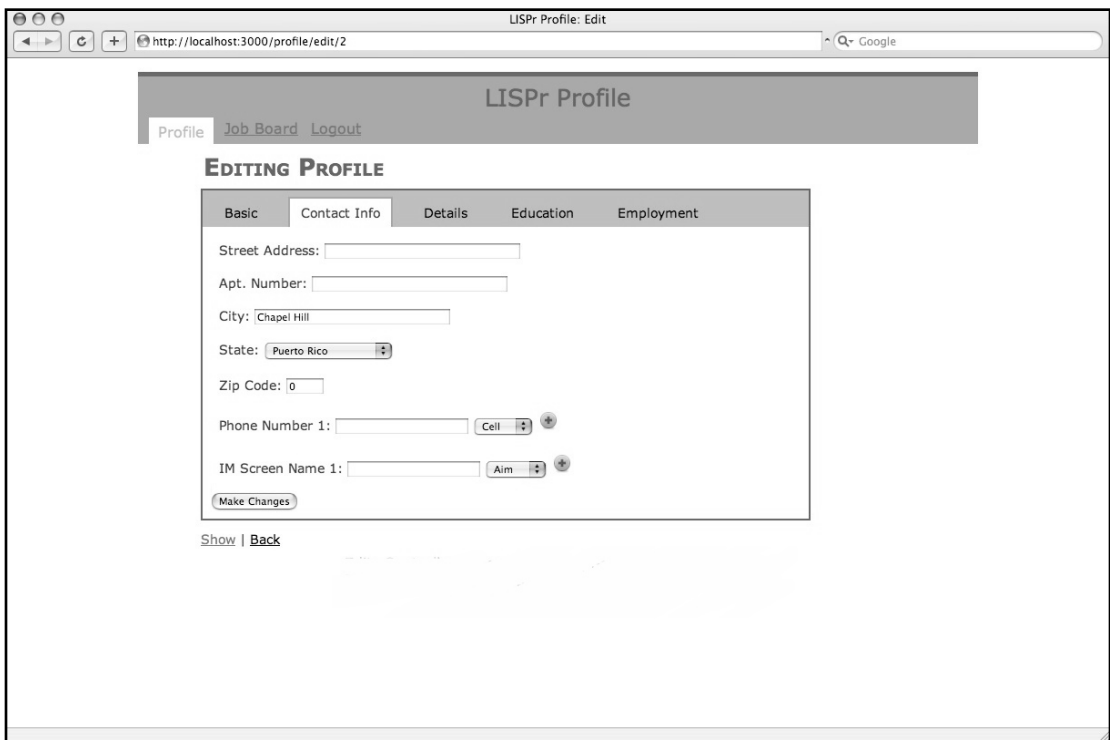 LISPr Profile: Edit
http://localhost:3000/profile/edit/2
Google
LISPr Profile
Profile Job Board Logout
EDITING PROFILE
Basic Contact Info Details Education Employment
Street Address:
Apt. Number:
City: Chapel Hill
State: Puerto Rico
Zip Code: 0
Phone Number 1: Cell
IM Screen Name 1: Aim
Make Changes
Show | Back